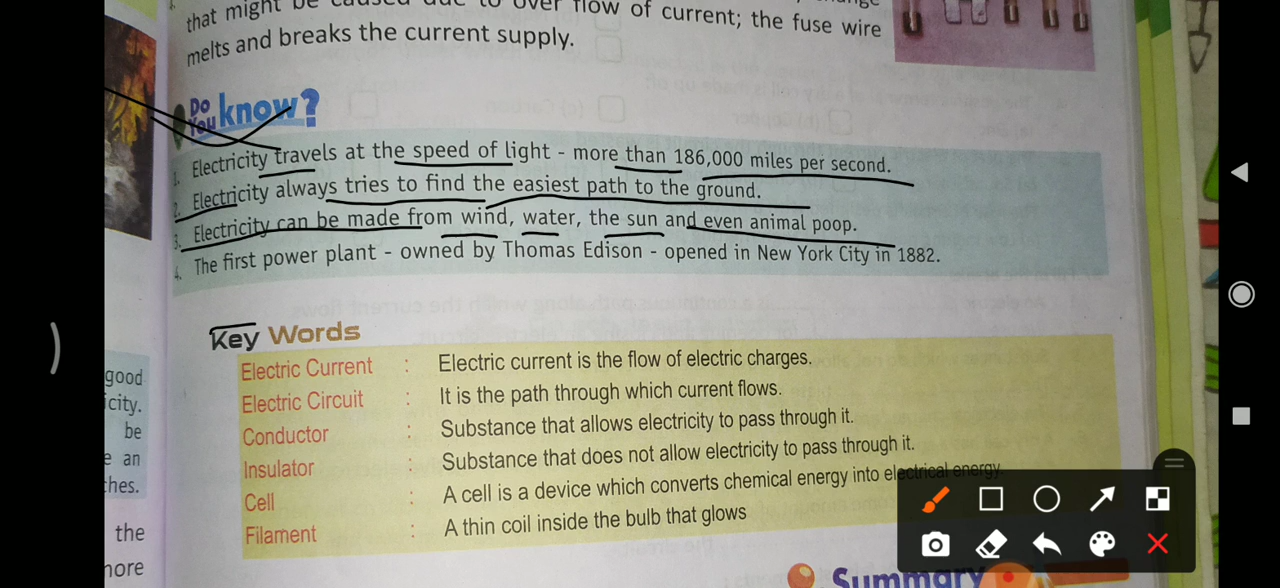 that might be caused due to over flow of current; the fuse wire
melts and breaks the current supply.
Do You know?
1. Electricity travels at the speed of light - more than 186,000 miles per second.
2. Electricity always tries to find the easiest path to the ground.
3. Electricity can be made from wind, water, the sun and even animal poop.
4. The first power plant - owned by Thomas Edison - opened in New York City in 1882.
Key Words
Electric Current : Electric current is the flow of electric charges.
Electric Circuit : It is the path through which current flows.
Conductor : Substance that allows electricity to pass through it.
Insulator : Substance that does not allow electricity to pass through it.
Cell : A cell is a device which converts chemical energy into electrical energy.
Filament : A thin coil inside the bulb that glows
good
be
an
the
Summary